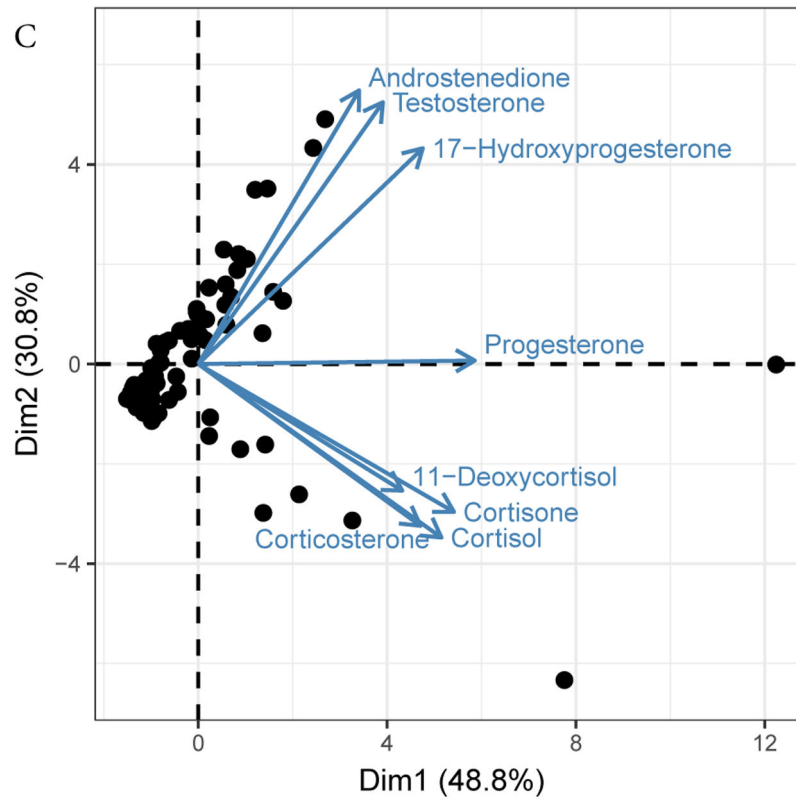 C
Androstenedione
Testosterone
17−Hydroxyprogesterone
4
Progesterone
0
Dim2 (30.8%)
11−Deoxycortisol
Cortisone
Corticosterone
Cortisol
−4
0
4
8
12
Dim1 (48.8%)